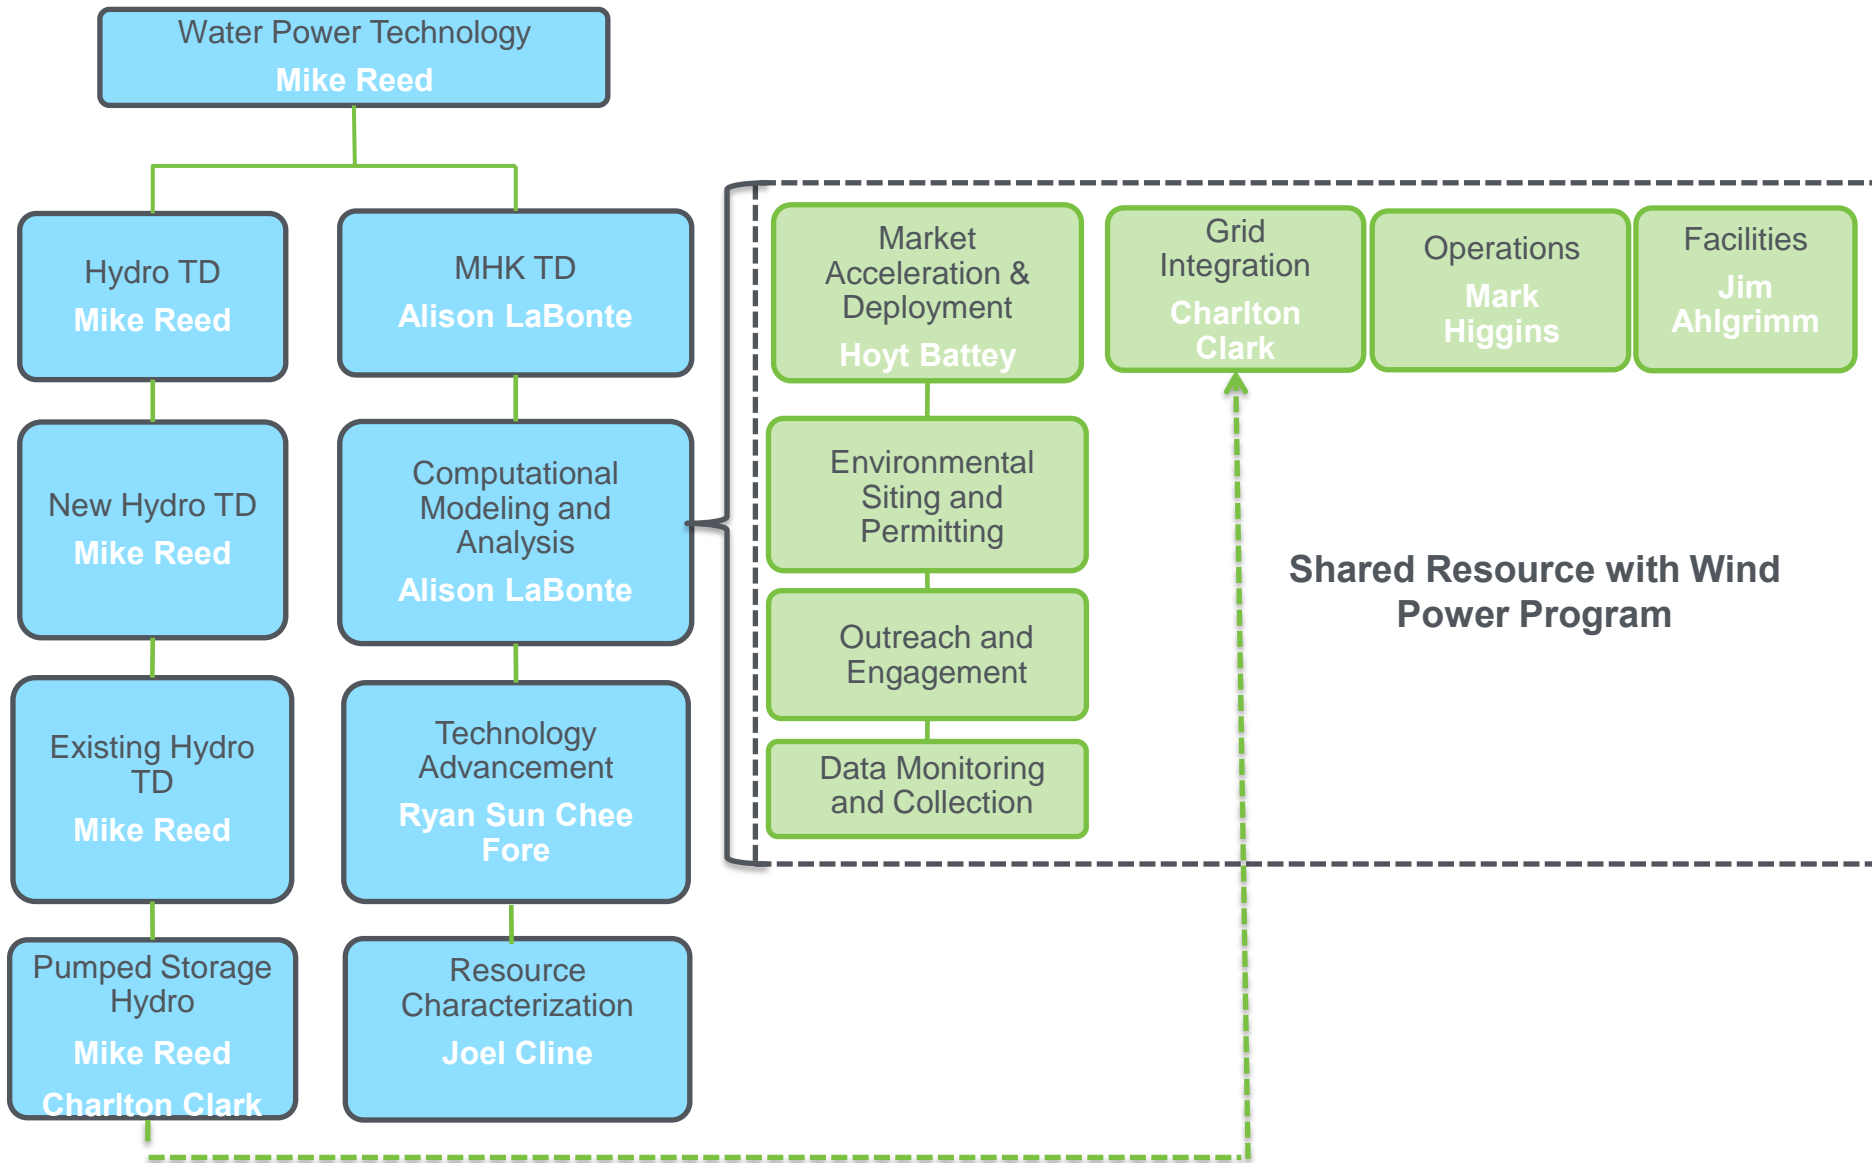 Water Power Technology
Mike Reed
Hydro TD
Mike Reed
New Hydro TD
Mike Reed
Existing Hydro
TD
Mike Reed
Pumped Storage
Hydro
Mike Reed
Charlton Clark
MHK TD
Alison LaBonte
Computational
Modeling and
Analysis
Alison LaBonte
Technology
Advancement
Ryan Sun Chee
Fore
Resource
Characterization
Joel Cline
Market
Acceleration &
Deployment
Hoyt Battey
Environmental
Siting and
Permitting
Outreach and
Engagement
Data Monitoring
and Collection
Grid
Integration
Charlton
Clark
Operations
Mark
Higgins
Facilities
Jim
Ahlgrimm
Shared Resource with Wind
Power Program